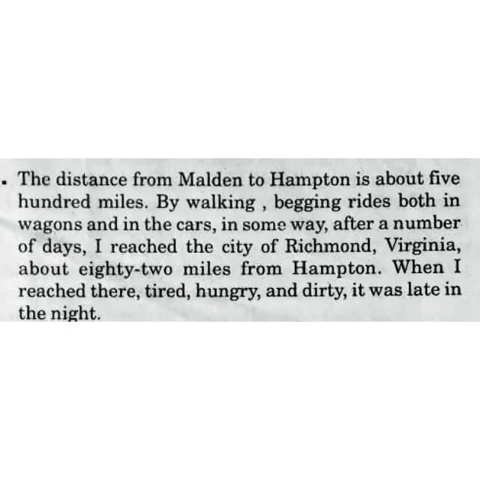 . The distance from Malden to Hampton is about five
hundred miles. By walking , begging rides both in
wagons and in the cars, in some way, after a number
of days, I reached the city of Richmond, Virginia,
about eighty-two miles from Hampton. When I
reached there, tired, hungry, and dirty, it was late in
the night.